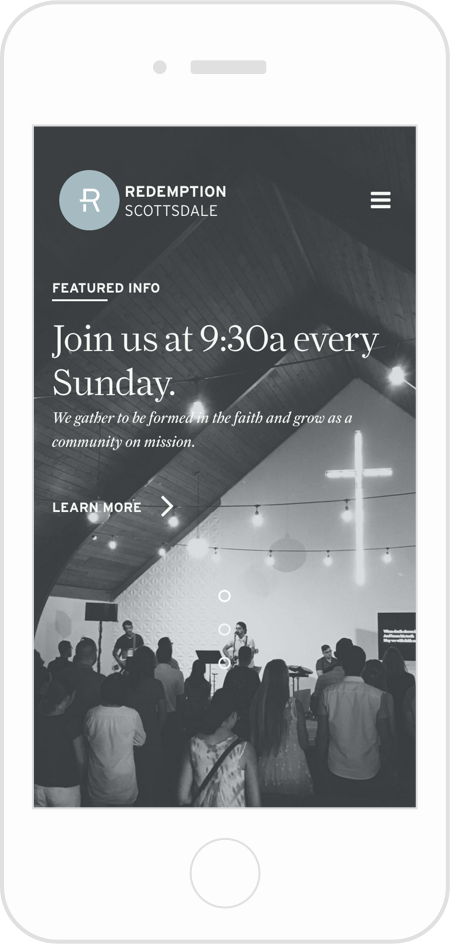 R
REDEMPTION
SCOTTSDALE
FEATURED INFO
Join us at 9:30a every
Sunday.
We gather to be formed in the faith and grow as a
community on mission.
LEARN MORE